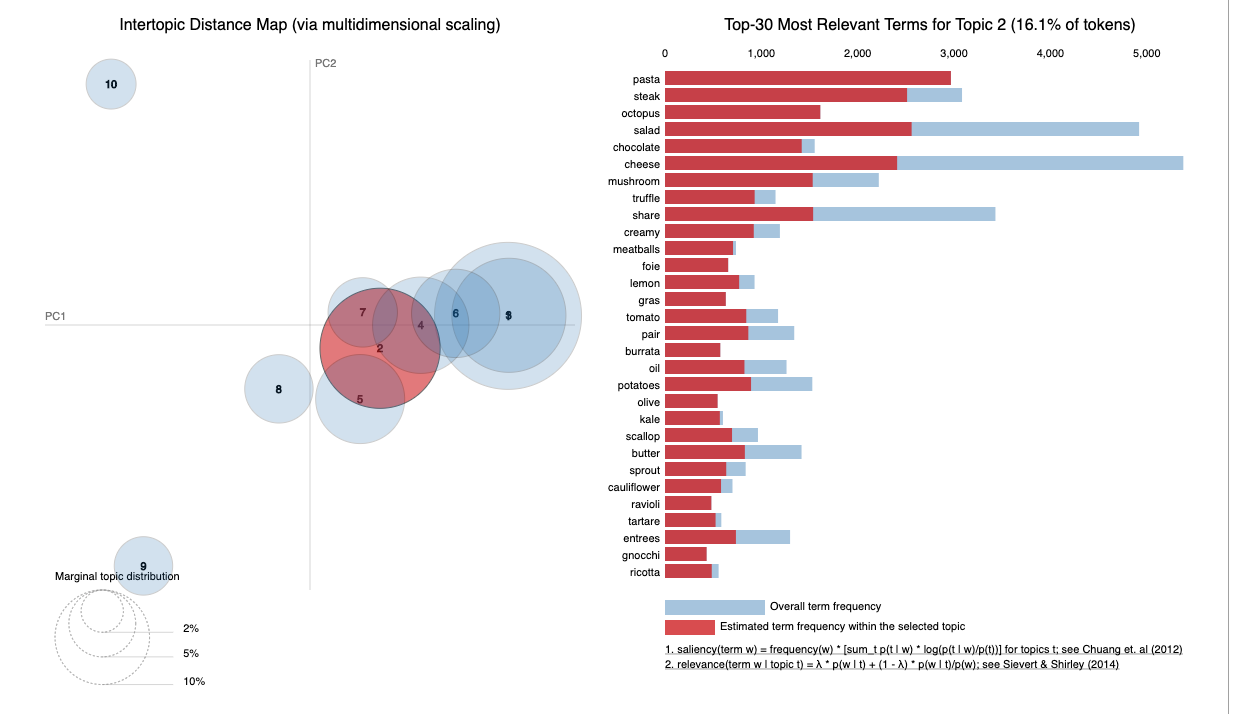 Intertopic Distance Map (via multidimensional scaling)
PC2
PC1
10
7
4
6
2
5
8
9
Marginal topic distribution
2%
5%
10%
Top-30 Most Relevant Terms for Topic 2 (16.1% of tokens)
0 1,000 2,000 3,000 4,000 5,000
pasta
steak
octopus
salad
chocolate
cheese
mushroom
truffle
share
creamy
meatballs
foie
lemon
gras
tomato
pair
burrata
oil
potatoes
olive
kale
scallop
butter
sprout
cauliflower
ravioli
tartare
entrees
gnocchi
ricotta
Overall term frequency
Estimated term frequency within the selected topic
1. saliency(term w) = frequency(w) * [sum_t p(t | w) * log(p(t | w)/p(t))] for topics t; see Chuang et. al (2012)
2. relevance(term w | topic t) = λ * p(w | t) + (1 - λ) * p(w | t)/p(w); see Sievert & Shirley (2014)